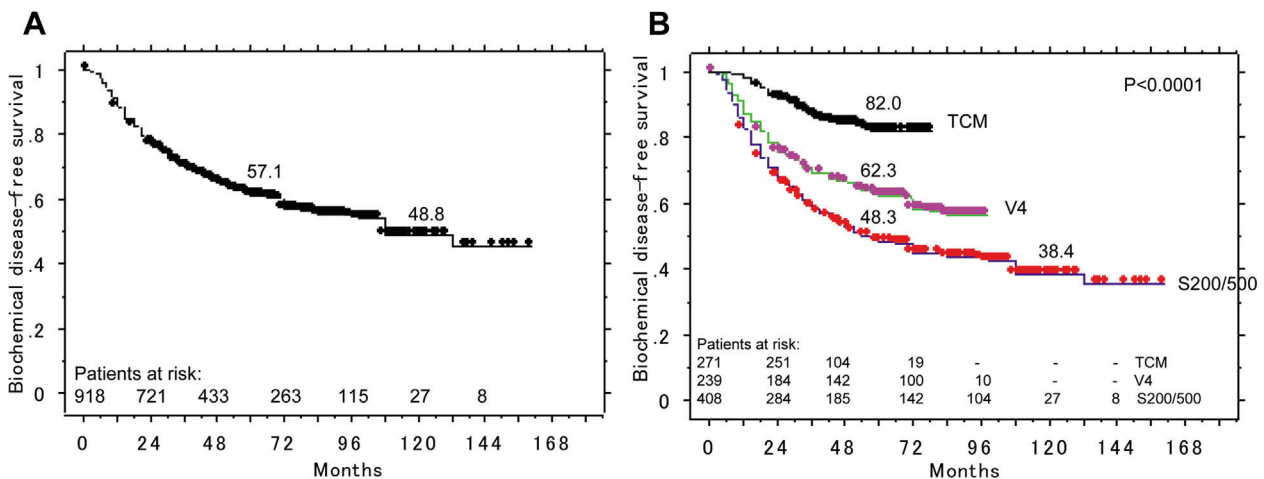 A
Biochemical disease-free survival
1
.8
.6
.4
.2
0
57.1
48.8
Patients at risk:
918 721 433 263 115 27 8
0 24 48 72 96 120 144 168
Months
B
Biochemical disease-free survival
1
.8
.6
.4
.2
0
P<0.0001
82.0
TCM
62.3
V4
48.3
38.4
S200/500
Patients at risk:
271 251 104 19 - - - TCM
239 184 142 100 10 - - V4
408 284 185 142 104 27 8 S200/500
0 24 48 72 96 120 144 168
Months